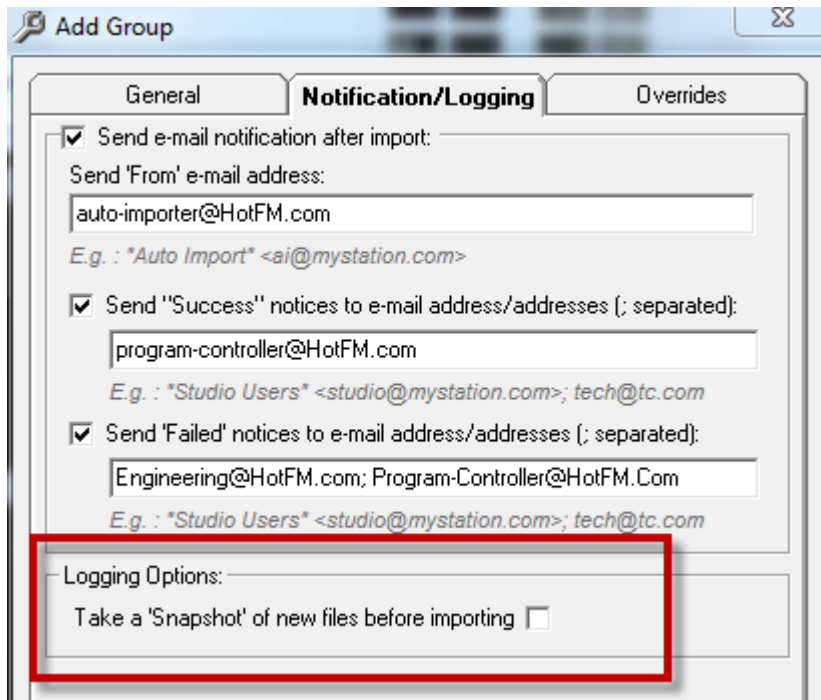 Add Group
General Notification/Logging Overrides
Send e-mail notification after import:
Send 'From' e-mail address:
auto-importer@HotFM.com
E.g. : "Auto Import" <ai@mystation.com>
Send "Success" notices to e-mail address/addresses (; separated):
program-controller@HotFM.com
E.g. : "Studio Users" <studio@mystation.com>; tech@tc.com
Send 'Failed' notices to e-mail address/addresses (; separated):
Engineering@HotFM.com; Program-Controller@HotFM.Com
E.g. : "Studio Users" <studio@mystation.com>; tech@tc.com
Logging Options:
Take a 'Snapshot' of new files before importing